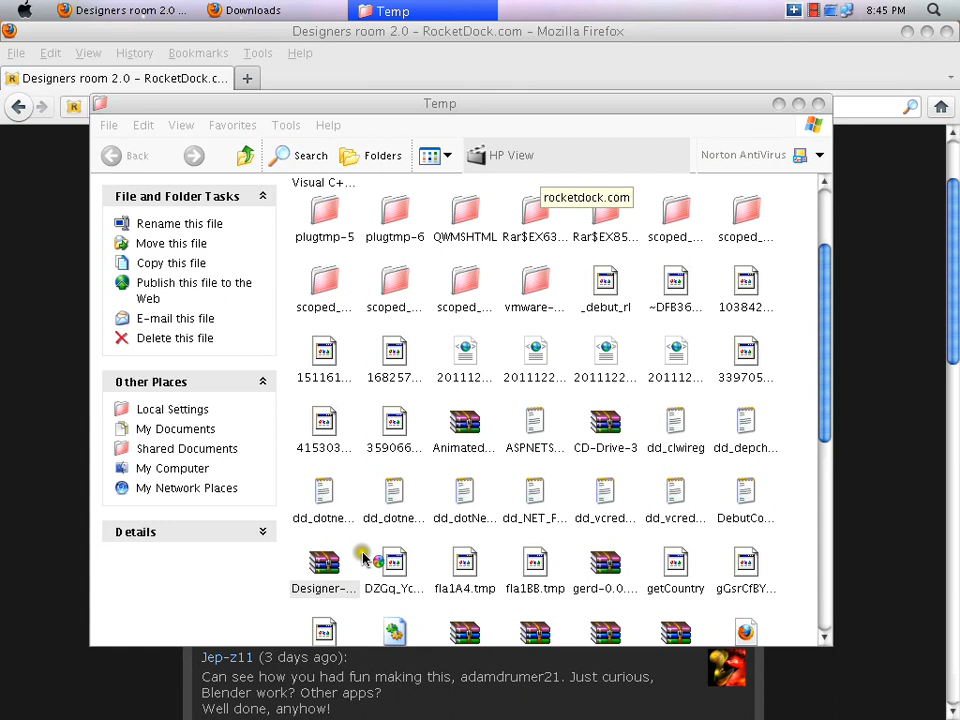 Designers room 2.0 ...
Downloads
Temp
8:45 PM
Designers room 2.0 - RocketDock.com - Mozilla Firefox
File Edit View History Bookmarks Tools Help
Designers room 2.0 - RocketDock.c...
Temp
File Edit View Favorites Tools Help
Back
Search
Folders
HP View
Norton AntiVirus
File and Folder Tasks
Rename this file
Move this file
Copy this file
Publish this file to the
Web
E-mail this file
Delete this file
Other Places
Local Settings
My Documents
Shared Documents
My Computer
My Network Places
Details
Visual C+...
rocketdock.com
plugtmp-5 plugtmp-6 QWMSHTML Rar$EX63... Rar$EX85... scoped_... scoped_...
scoped_... scoped_... scoped_... vmware-... _debut_rl ~DFB36... 103842...
151161... 168257... 2011122... 2011122... 2011122... 2011122... 339705...
415303... 359066... Animated... ASPNETS... CD-Drive-3 dd_clwireg dd_depch...
dd_dotne... dd_dotne... dd_dotNe... dd_NET_F... dd_vcred... dd_vcred... DebutCo...
Designer-... DZGq_Yc... fla1A4.tmp fla1BB.tmp gerd-0.0.... getCountry gGsrCfBY...
Jep-z11 (3 days ago):
Can see how you had fun making this, adamdrumer21. Just curious,
Blender work? Other apps?
Well done, anyhow!